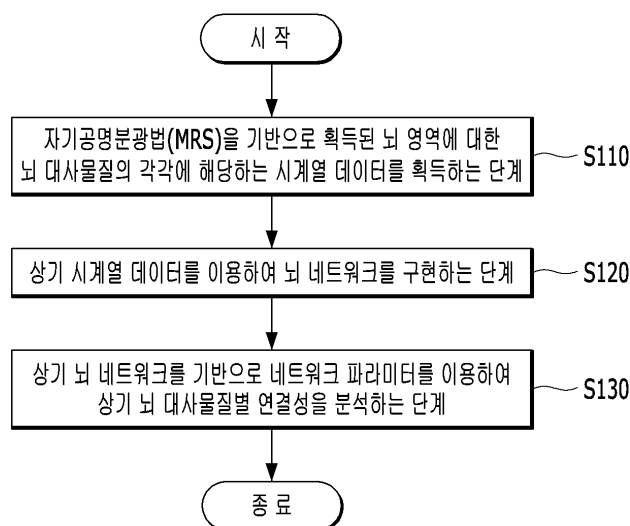 시 작
자기공명분광법(MRS)을 기반으로 획득된 뇌 영역에 대한
뇌 대사물질의 각각에 해당하는 시계열 데이터를 획득하는 단계
S110
상기 시계열 데이터를 이용하여 뇌 네트워크를 구현하는 단계
S120
상기 뇌 네트워크를 기반으로 네트워크 파라미터를 이용하여
상기 뇌 대사물질별 연결성을 분석하는 단계
S130
종 료